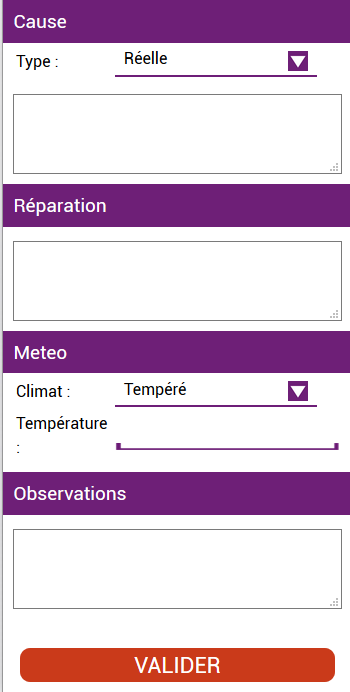 Cause
Type :
Réelle
Réparation
Meteo
Climat :
Tempéré
Température
:
Observations
VALIDER